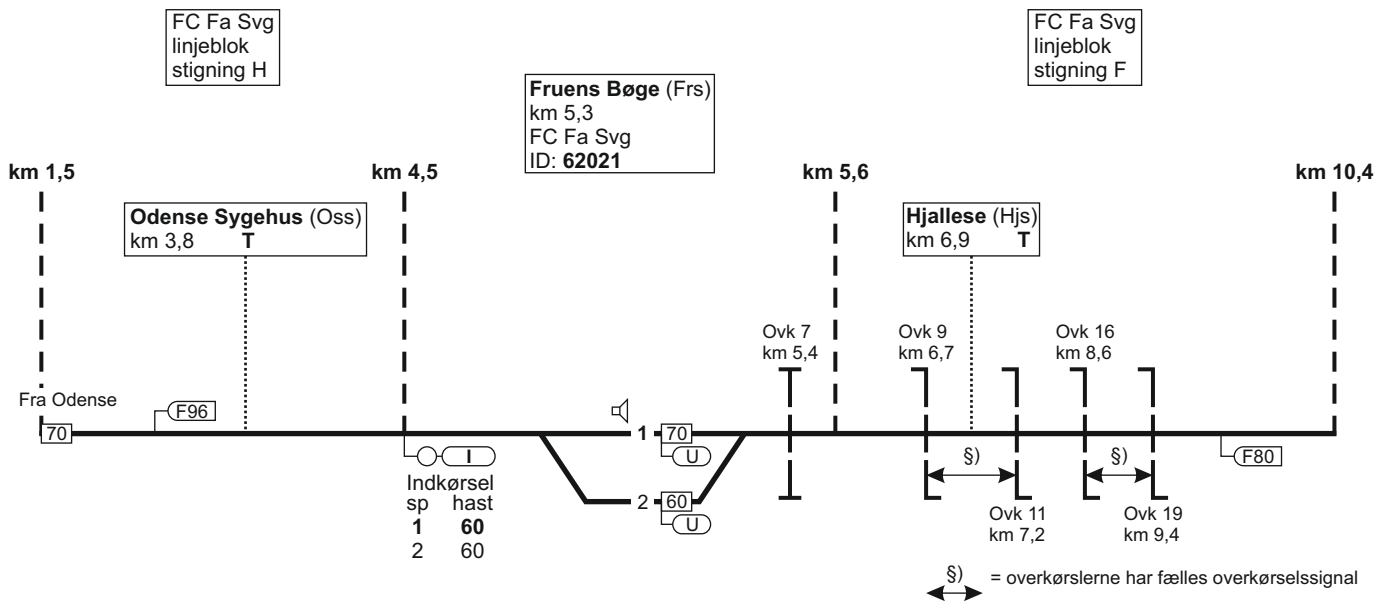 FC Fa Svg
linjeblok
stigning H
FC Fa Svg
linjeblok
stigning F
Fruens Bøge (Frs)
km 5,3
FC Fa Svg
ID: 62021
km 1,5
km 4,5
km 5,6
km 10,4
Odense Sygehus (Oss)
km 3,8 T
Hjallese (Hjs)
km 6,9 T
Ovk 7
km 5,4
Ovk 9
km 6,7
Ovk 16
km 8,6
Fra Odense
70
F96
I
Indkørsel
sp hast
1 60
2 60
1 70
U
2 60
U
§)
§)
F80
Ovk 11
km 7,2
Ovk 19
km 9,4
§) = overkørslerne har fælles overkørselssignal